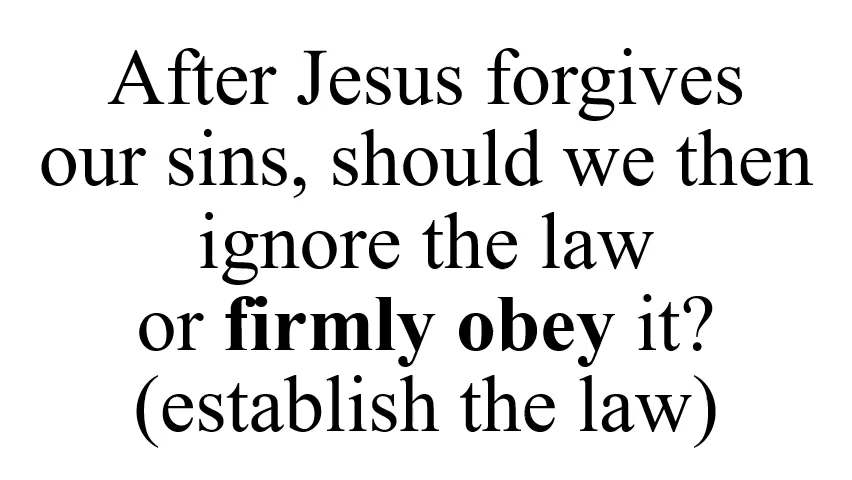 After Jesus forgives
our sins, should we then
ignore the law
or firmly obey it?
(establish the law)